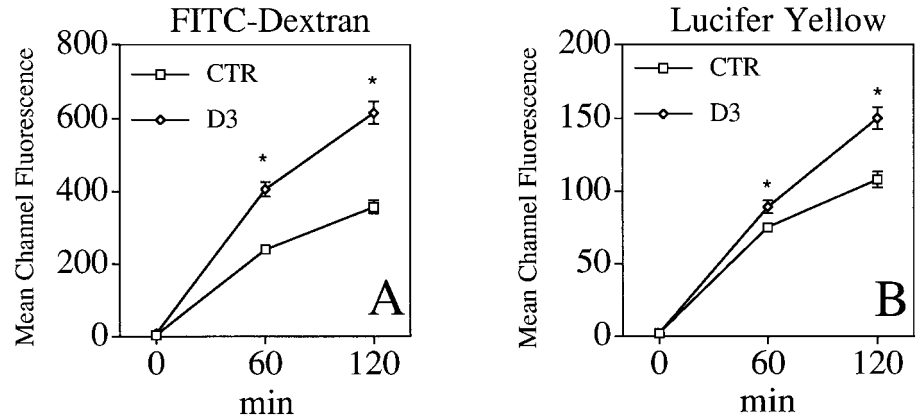 FITC-Dextran
Mean Channel Fluorescence
800
600
400
200
0
CTR
D3
*
*
A
0 60 120
min
Lucifer Yellow
Mean Channel Fluorescence
200
150
100
50
0
CTR
D3
*
*
B
0 60 120
min